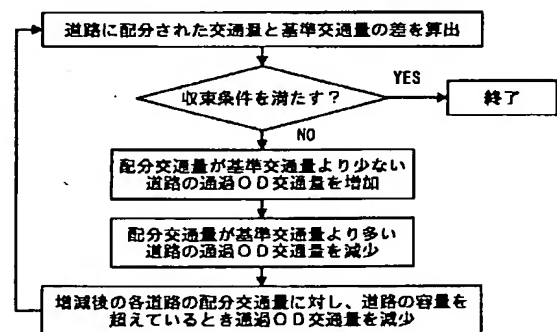 道路に配分された交通量と基準交通量の差を算出
収束条件を満たす？
YES
終了
NO
配分交通量が基準交通量より少ない
道路の通過ＯＤ交通量を増加
配分交通量が基準交通量より多い
道路の通過ＯＤ交通量を減少
増減後の各道路の配分交通量に対し、道路の容量を
超えているとき通過ＯＤ交通量を減少